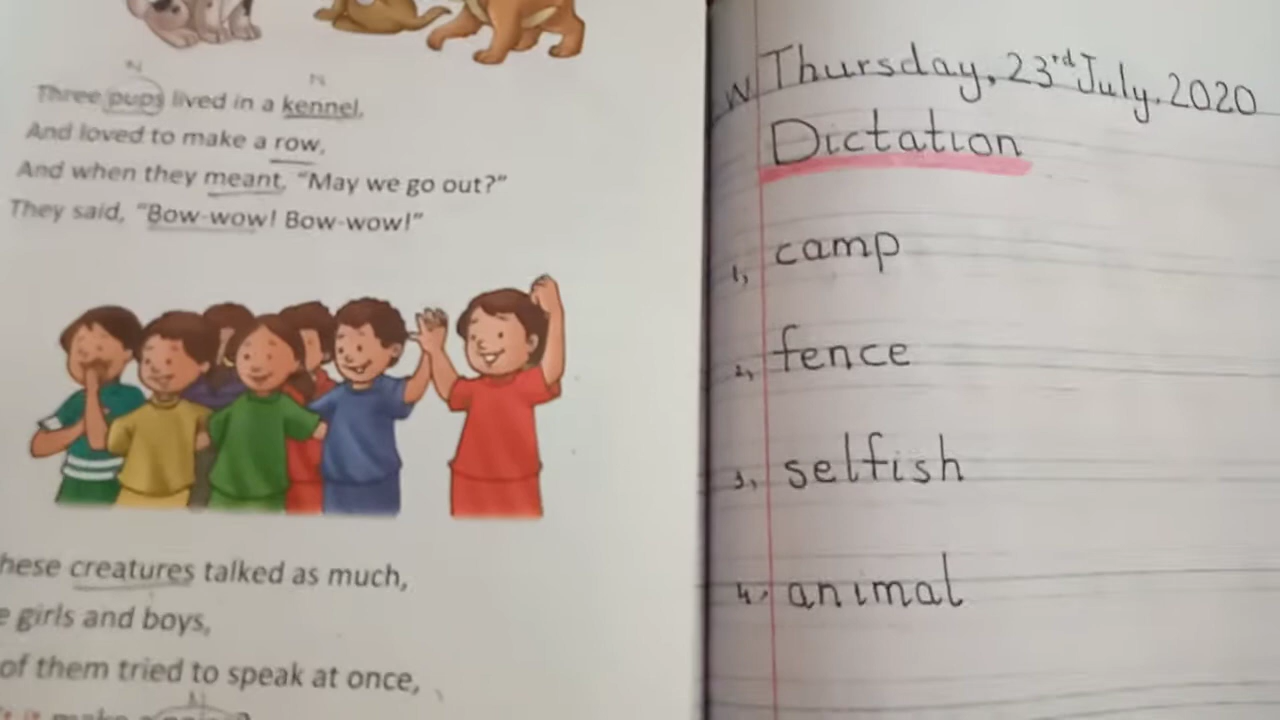 N N
Three pups lived in a kennel,
And loved to make a row,
And when they meant, "May we go out?"
They said, "Bow-wow! Bow-wow!"
hese creatures talked as much,
girls and boys,
of them tried to speak at once,
N
W Thursday, 23rd July, 2020
Dictation
1, camp
2, fence
3, selfish
4, animal